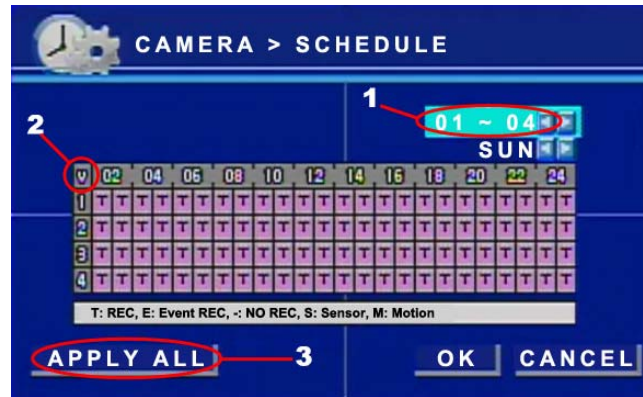 CAMERA > SCHEDULE
1
01 ~ 04
2
SUN
V 02 04 06 08 10 12 14 16 18 20 22 24
1 T T T T T T T T T T T T T T T T T T T T T T T T
2 T T T T T T T T T T T T T T T T T T T T T T T T
3 T T T T T T T T T T T T T T T T T T T T T T T T
4 T T T T T T T T T T T T T T T T T T T T T T T T
T: REC, E: Event REC, -: NO REC, S: Sensor, M: Motion
APPLY ALL 3 OK CANCEL